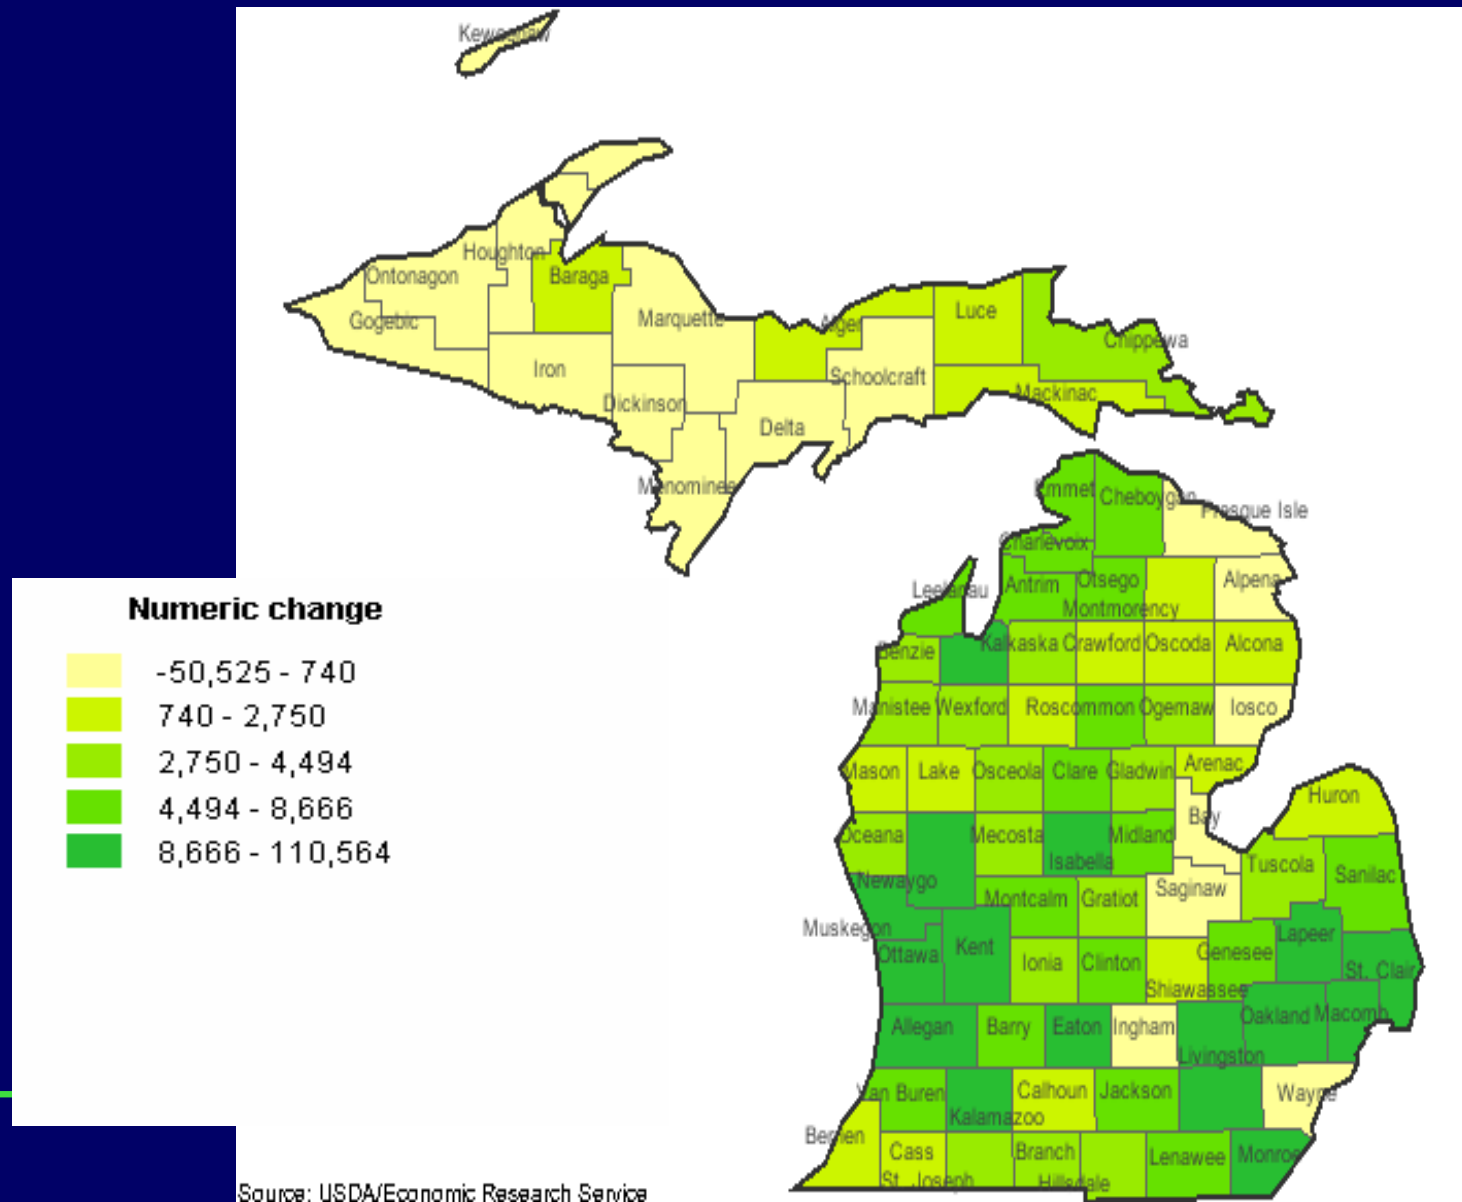 Keweenaw
Houghton
Ontonagon
Baraga
Gogebic
Marquette
Alger
Luce
Chippewa
Iron
Schoolcraft
Mackinac
Dickinson
Delta
Menominee
Emmet
Cheboygan
Presque Isle
Charlevoix
Leelanau
Antrim
Otsego
Alpena
Montmorency
Benzie
Kalkaska
Crawford
Oscoda
Alcona
Manistee
Wexford
Roscommon
Ogemaw
Iosco
Mason
Lake
Osceola
Clare
Gladwin
Arenac
Huron
Bay
Oceana
Mecosta
Isabella
Midland
Tuscola
Sanilac
Newaygo
Montcalm
Gratiot
Saginaw
Muskegon
Ottawa
Kent
Ionia
Clinton
Shiawassee
Genesee
Lapeer
St. Clair
Allegan
Barry
Eaton
Ingham
Livingston
Oakland
Macomb
Van Buren
Kalamazoo
Calhoun
Jackson
Wayne
Berrien
Cass
St. Joseph
Branch
Hillsdale
Lenawee
Monroe
Numeric change
-50,525 - 740
740 - 2,750
2,750 - 4,494
4,494 - 8,666
8,666 - 110,564
Source: USDA/Economic Research Service